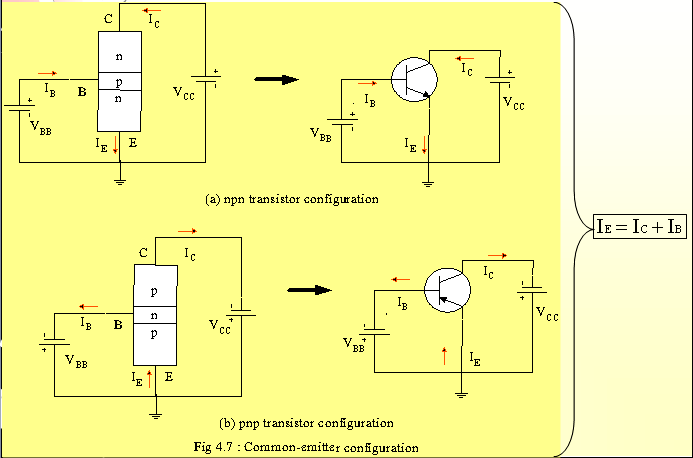 C
I_C
n
p
n
I_B
B
V_BB
V_CC
I_E E
+
-
+
-
I_C
I_B
V_BB
V_CC
I_E
+
-
+
-
(a) npn transistor configuration
I_E = I_C + I_B
C
I_C
p
n
p
I_B
B
V_BB
V_CC
I_E E
-
+
-
+
I_C
I_B
V_BB
V_CC
I_E
-
+
-
+
(b) pnp transistor configuration
Fig 4.7 : Common-emitter configuration